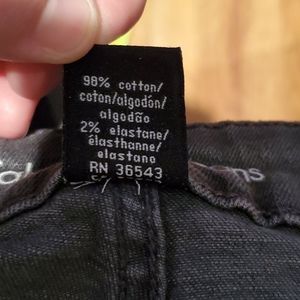 98% cotton/
coton/algodón/
algodão
2% elastane/
élasthanne/
elastano
RN 36543